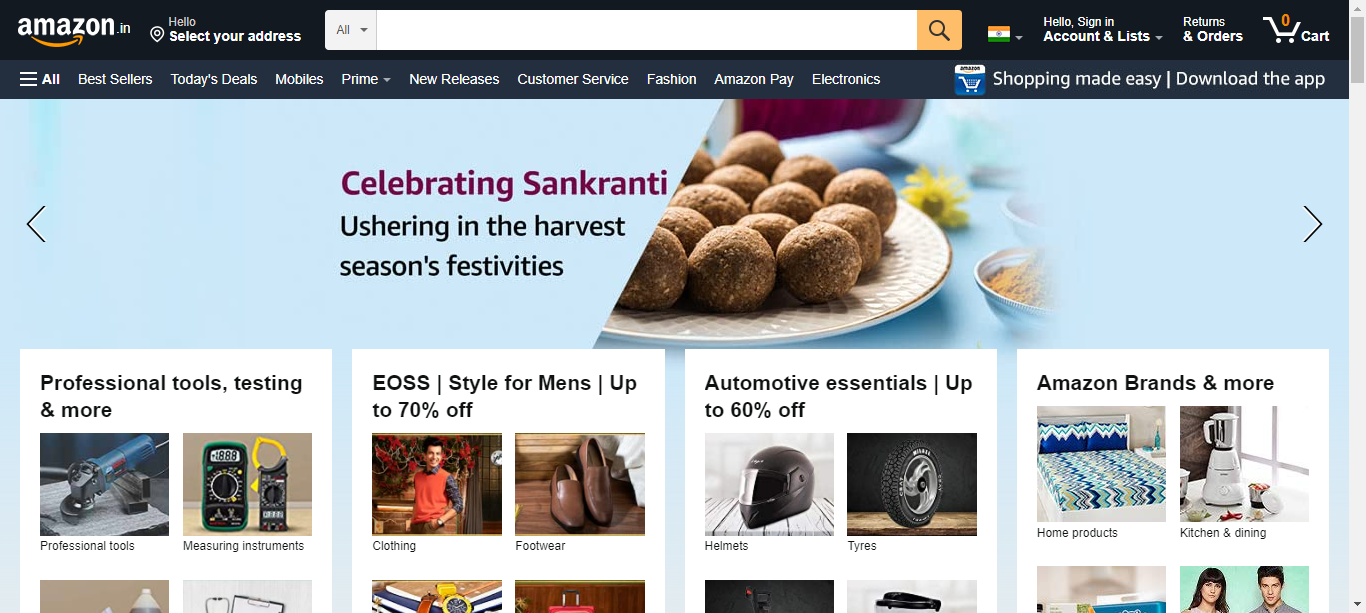 amazon.in
Hello
Select your address
All
Hello, Sign in
Account & Lists
Returns
& Orders
0
Cart
All
Best Sellers
Today's Deals
Mobiles
Prime
New Releases
Customer Service
Fashion
Amazon Pay
Electronics
amazon
Shopping made easy | Download the app
Celebrating Sankranti
Ushering in the harvest
season's festivities
Professional tools, testing
& more
Professional tools
Measuring instruments
EOSS | Style for Mens | Up
to 70% off
Clothing
Footwear
Automotive essentials | Up
to 60% off
Helmets
Tyres
Amazon Brands & more
Home products
Kitchen & dining